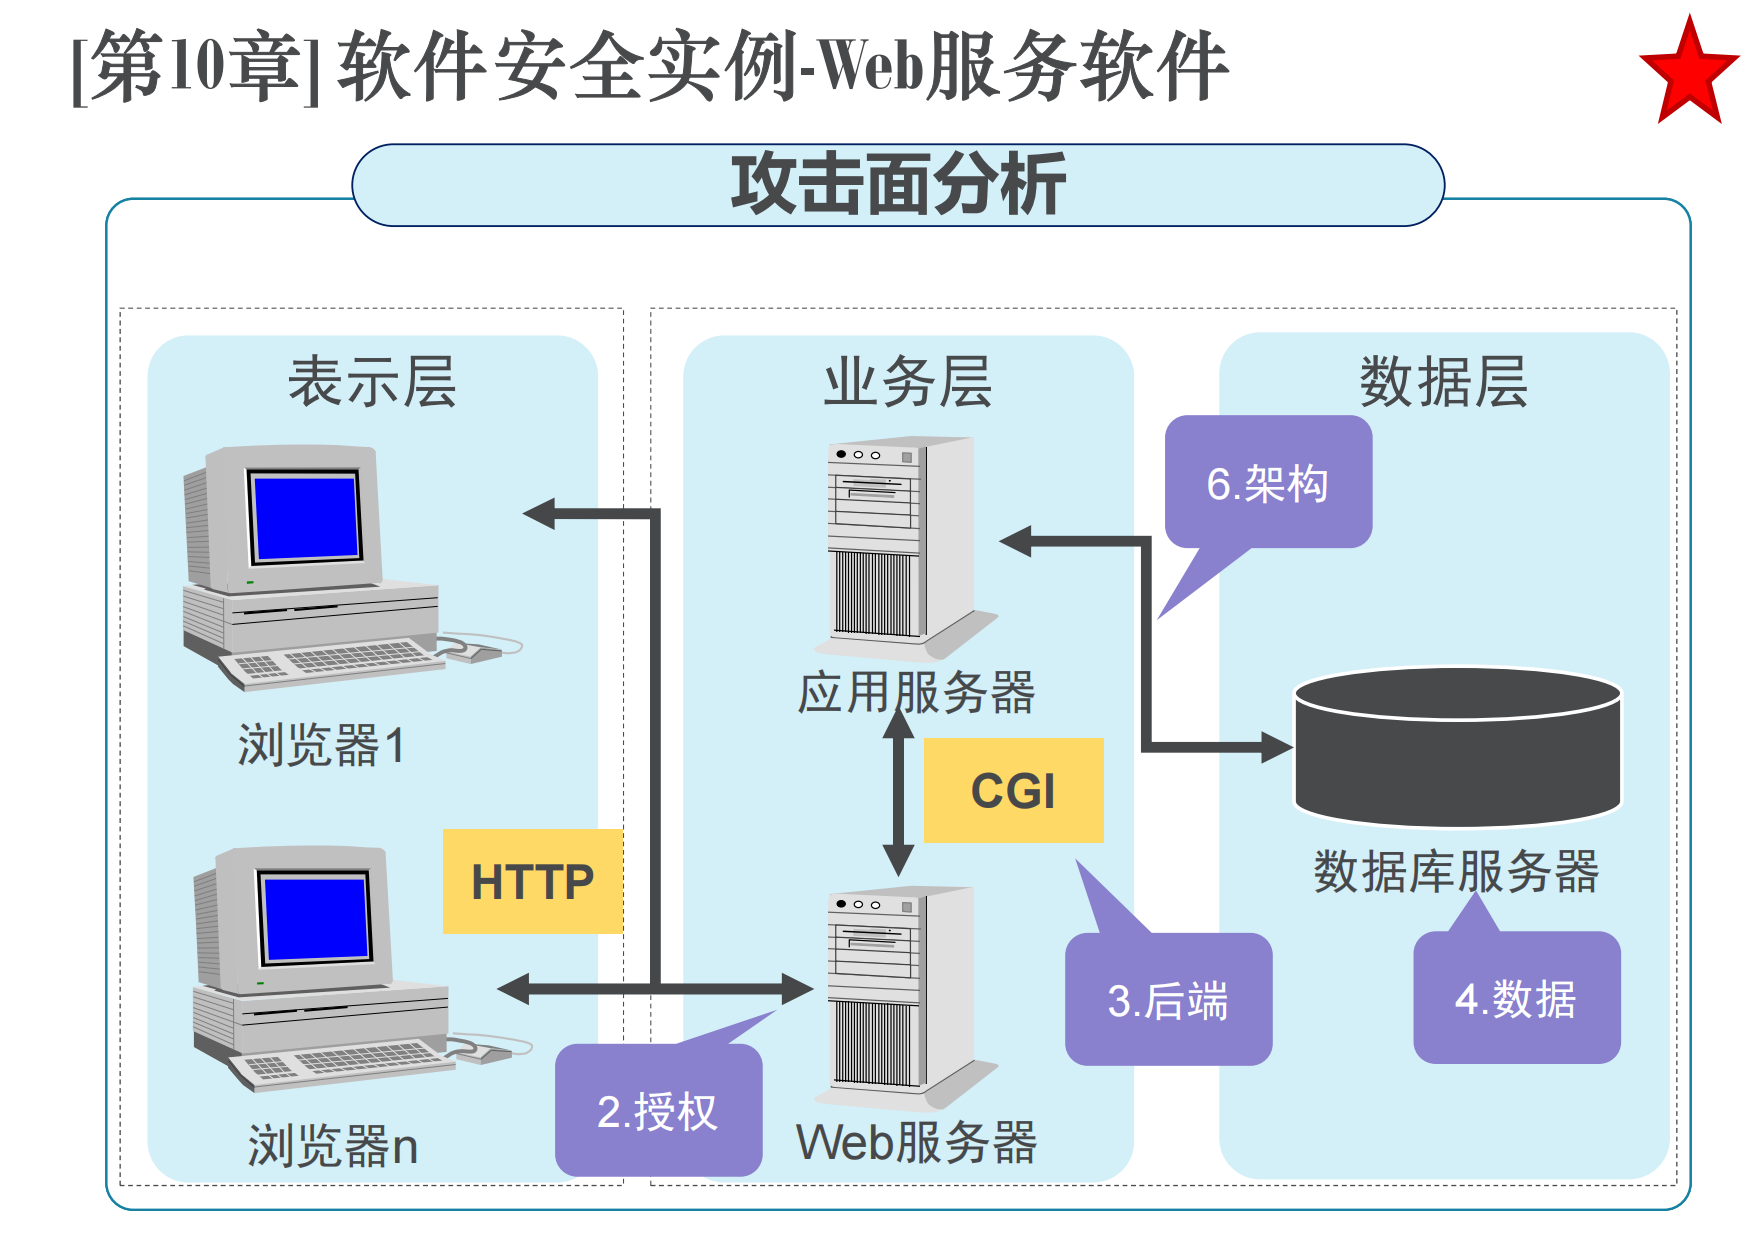 [第10章] 软件安全实例-Web服务软件
攻击面分析
表示层
业务层
数据层
6.架构
应用服务器
浏览器1
CGI
HTTP
数据库服务器
3.后端
4.数据
2.授权
浏览器n
Web服务器